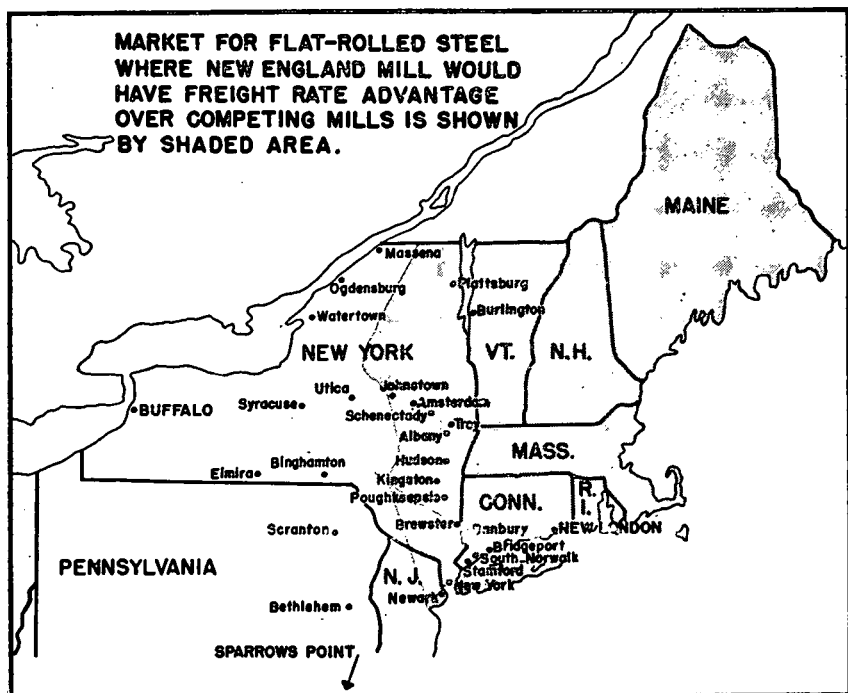 MARKET FOR FLAT-ROLLED STEEL
WHERE NEW ENGLAND MILL WOULD
HAVE FREIGHT RATE ADVANTAGE
OVER COMPETING MILLS IS SHOWN
BY SHADED AREA.
MAINE
Massena
Ogdensburg
Plattsburg
Watertown
Burlington
NEW YORK
VT.
N.H.
Utica
Johnstown
BUFFALO
Syracuse
Amsterdam
Schenectady
Troy
Albany
MASS.
Hudson
Elmira
Binghamton
Kingston
Poughkeepsie
CONN.
R.
I.
Brewster
Danbury
NEW LONDON
Scranton
Bridgeport
South Norwalk
Stamford
PENNSYLVANIA
N. J.
New York
Newark
Bethlehem
SPARROWS POINT